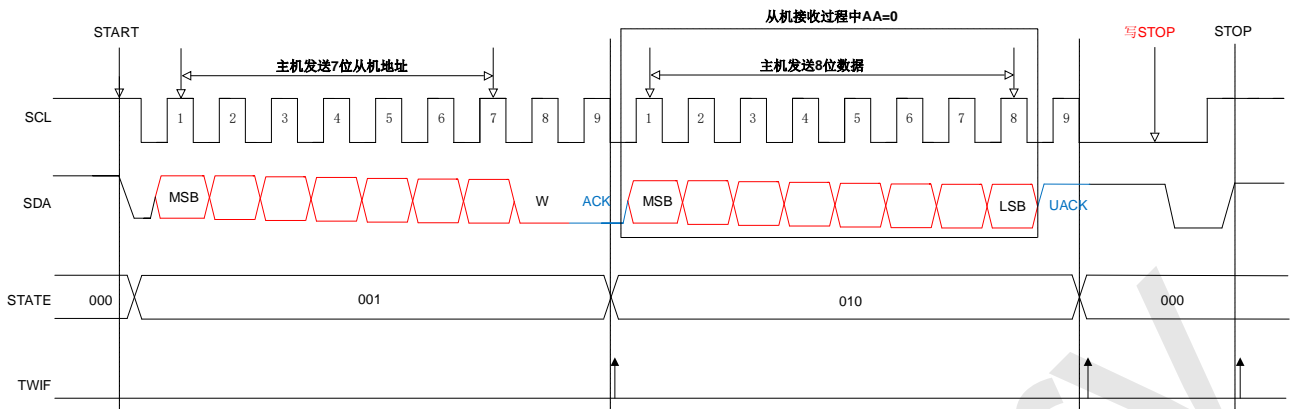 从机接收过程中AA=0
START
写STOP
STOP
主机发送7位从机地址
主机发送8位数据
SCL
1 2 3 4 5 6 7 8 9 1 2 3 4 5 6 7 8 9
SDA
MSB
W
ACK
MSB
LSB
UACK
STATE
000
001
010
000
TWIF